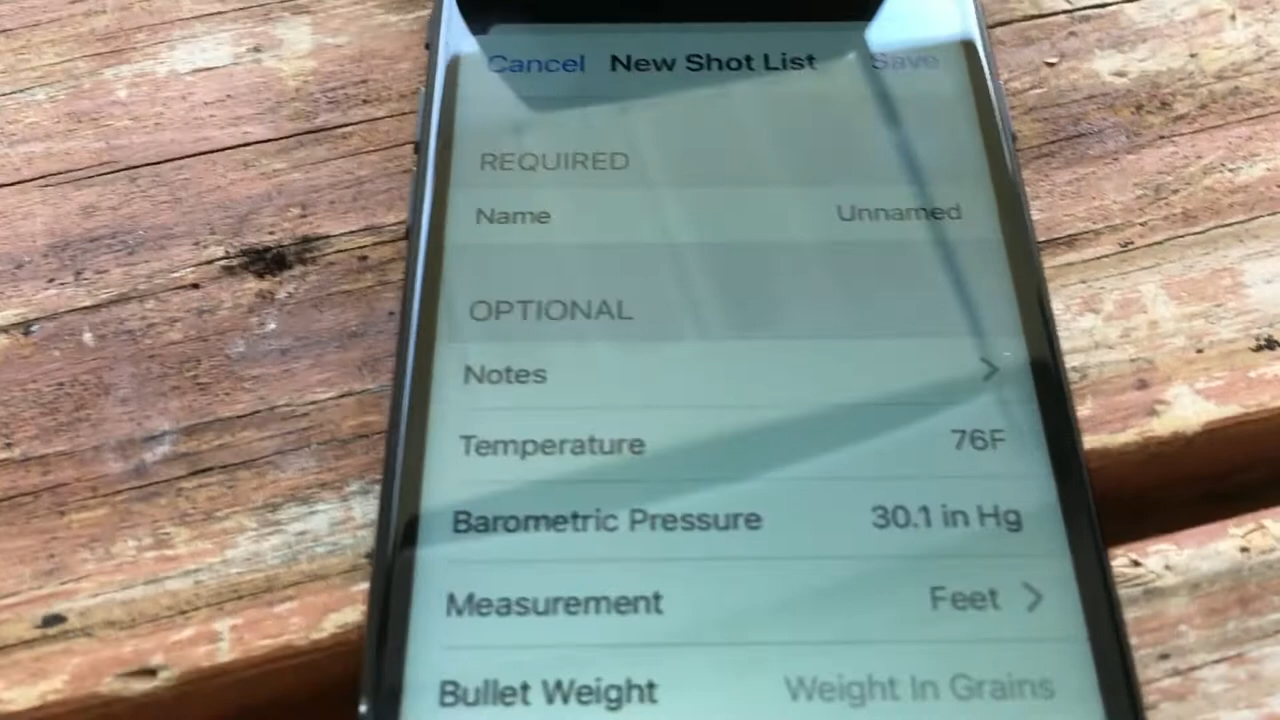 Cancel New Shot List Save
REQUIRED
Name Unnamed
OPTIONAL
Notes
Temperature 76F
Barometric Pressure 30.1 in Hg
Measurement Feet
Bullet Weight Weight In Grains